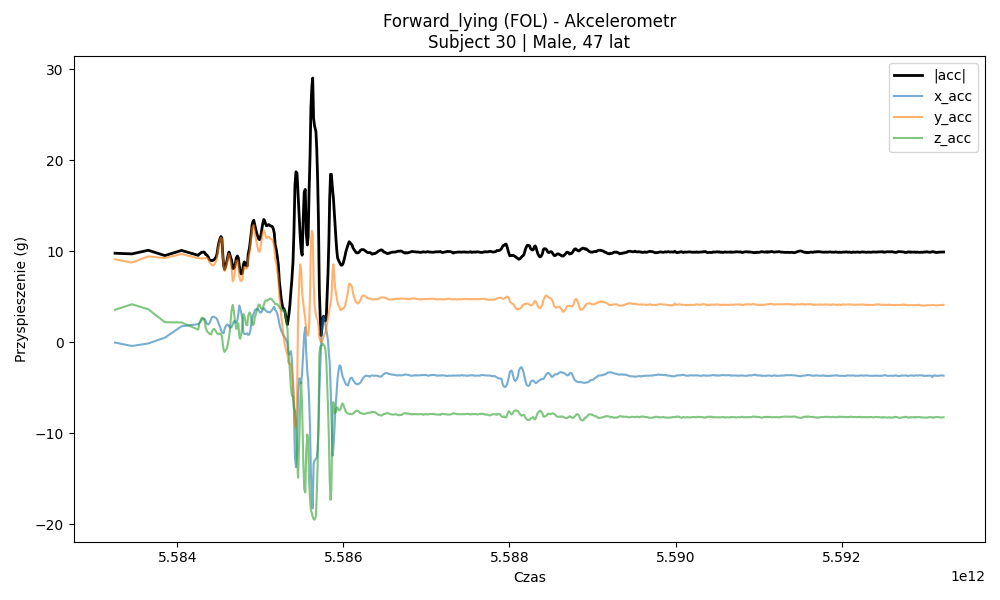 Forward_lying (FOL) - Akcelerometr
Subject 30 | Male, 47 lat
Przyspieszenie (g)
30
20
10
0
−10
−20
|acc|
x_acc
y_acc
z_acc
5.584
5.586
5.588
5.590
5.592
1e12
Czas